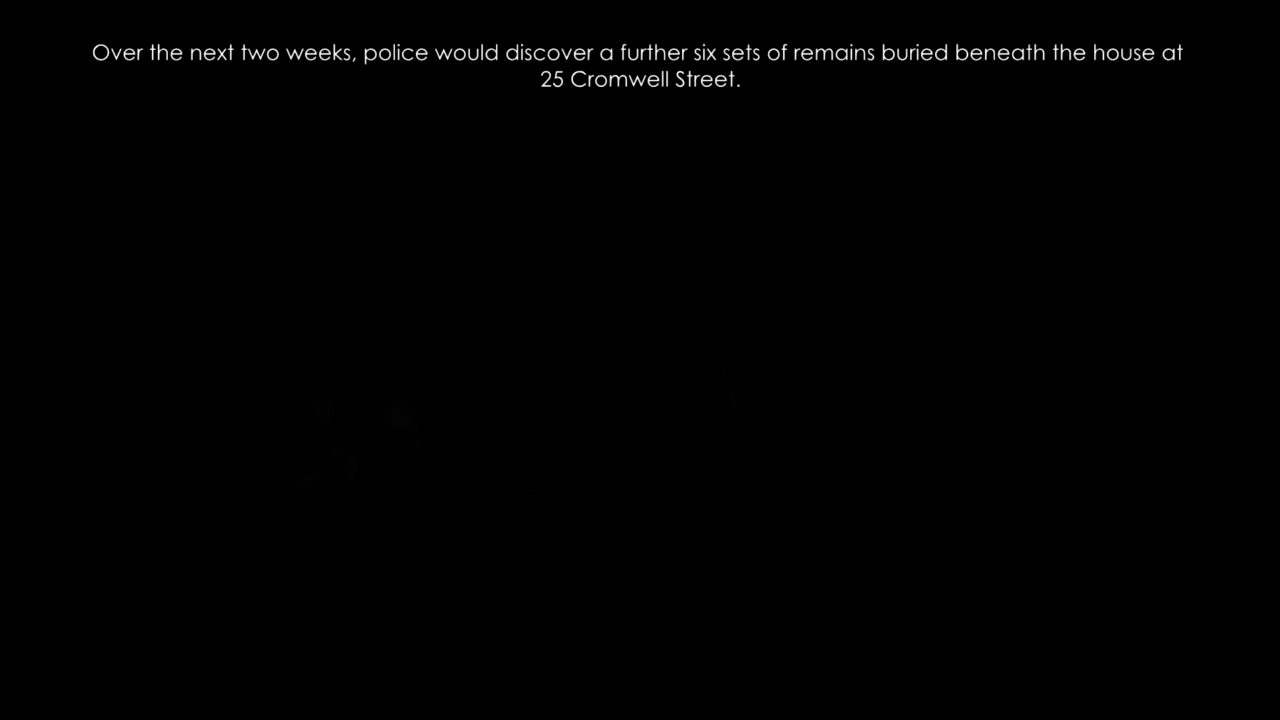 Over the next two weeks, police would discover a further six sets of remains buried beneath the house at
25 Cromwell Street.